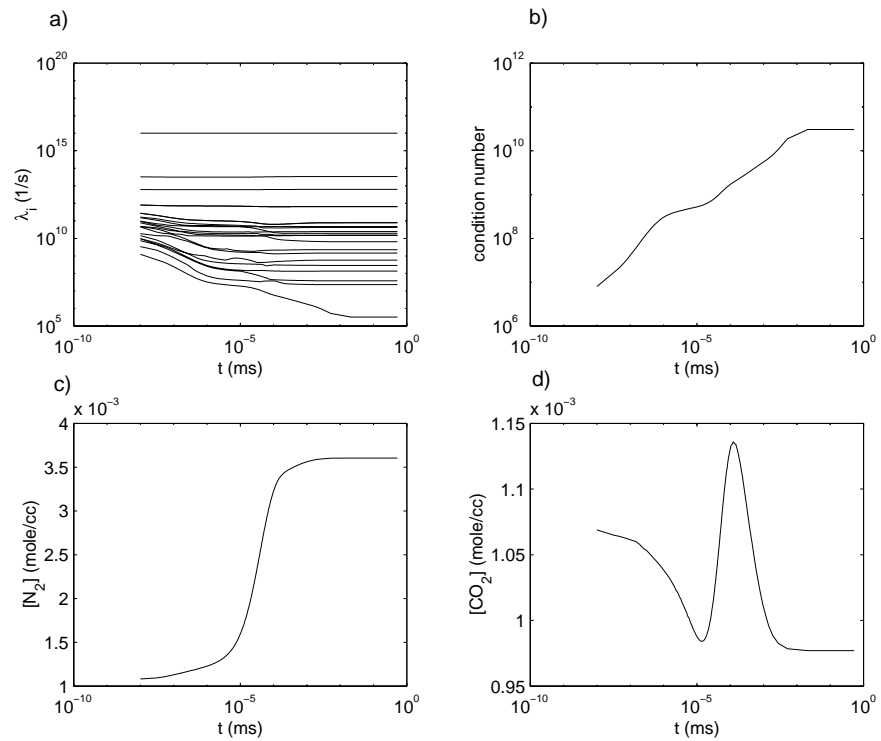 a)
10^20
10^15
10^10
10^5
λ_i (1/s)
10^−10
10^−5
10^0
t (ms)
b)
10^12
10^10
10^8
10^6
condition number
10^−10
10^−5
10^0
t (ms)
c)
x 10^−3
4
3.5
3
2.5
2
1.5
1
[N_2] (mole/cc)
10^−10
10^−5
10^0
t (ms)
d)
x 10^−3
1.15
1.1
1.05
1
0.95
[CO_2] (mole/cc)
10^−10
10^−5
10^0
t (ms)